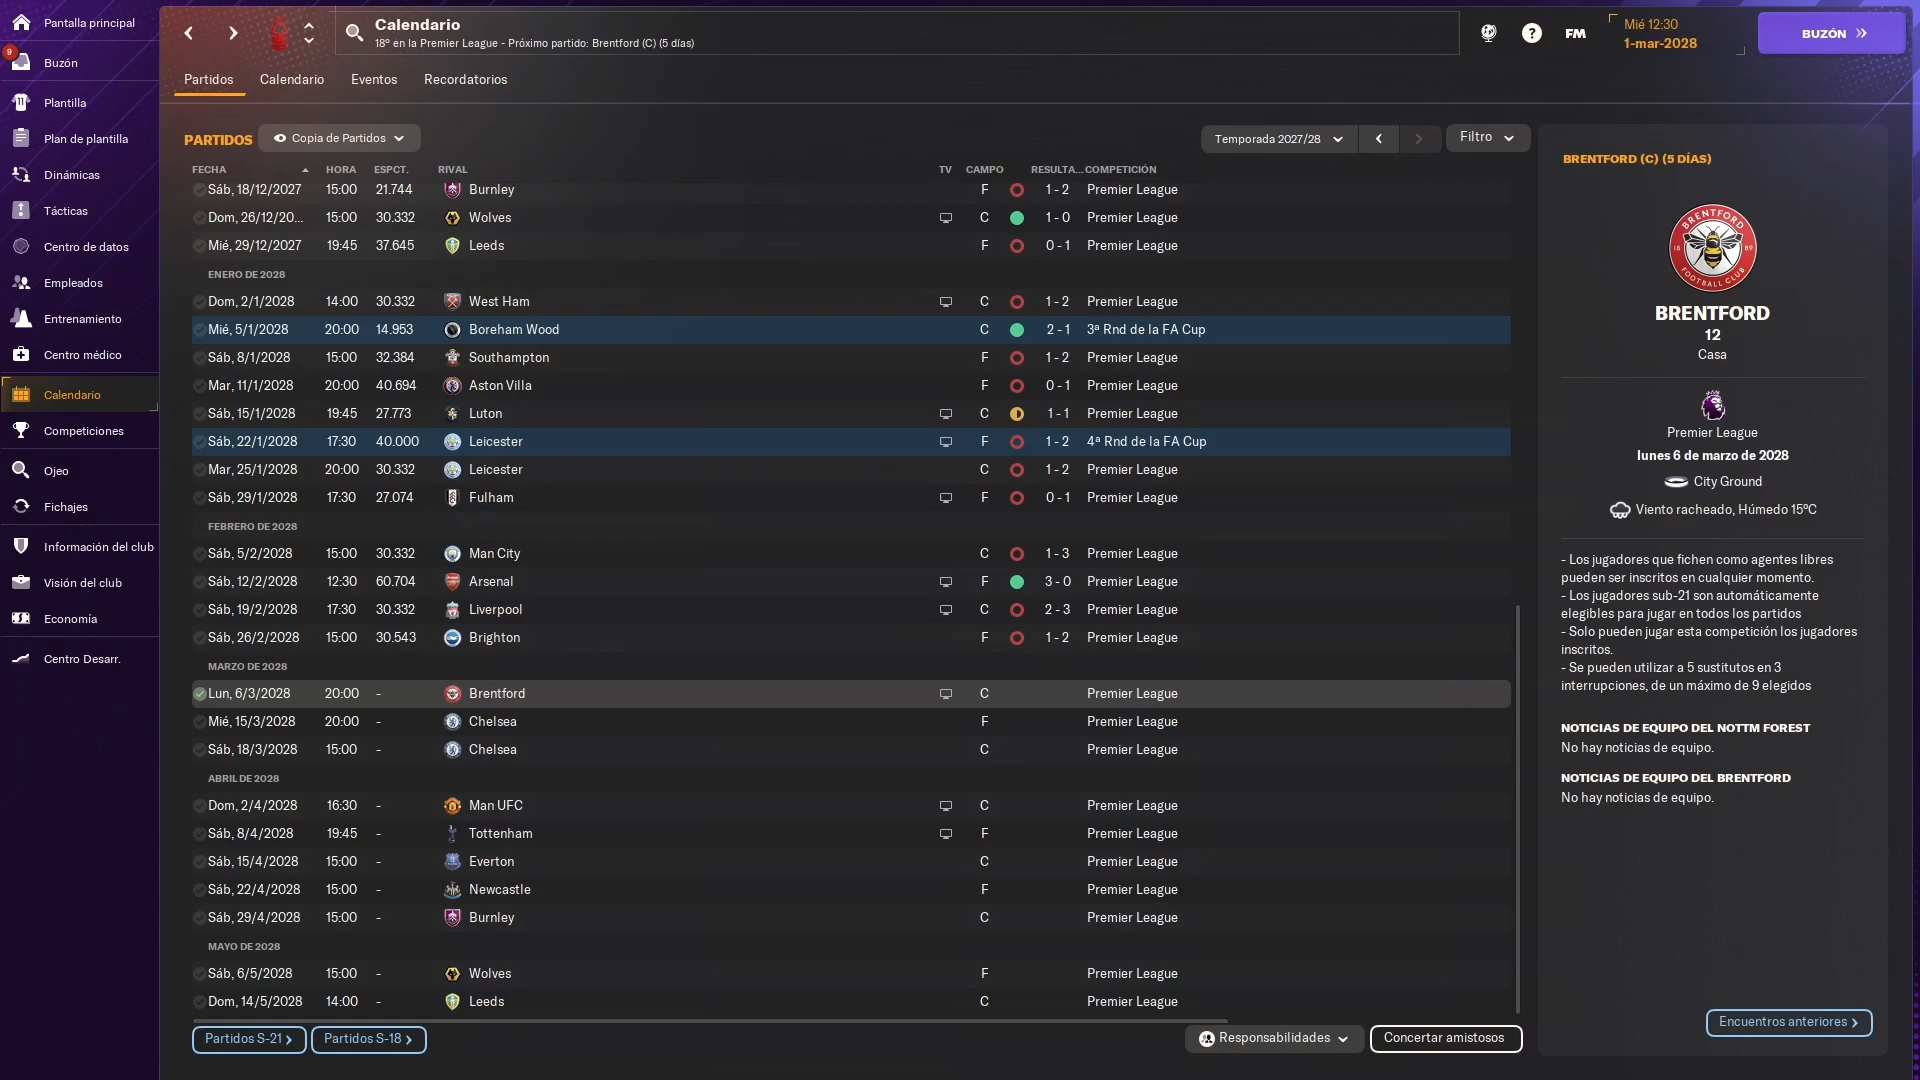 Pantalla principal
9
Buzón
Plantilla
Plan de plantilla
Dinámicas
Tácticas
Centro de datos
Empleados
Entrenamiento
Centro médico
Calendario
Competiciones
Ojeo
Fichajes
Información del club
Visión del club
Economía
Centro Desarr.
Calendario
18º en la Premier League - Próximo partido: Brentford (C) (5 días)
? FM
Mié 12:30
1-mar-2028
BUZÓN
Partidos Calendario Eventos Recordatorios
PARTIDOS Copia de Partidos Temporada 2027/28 Filtro
FECHA HORA ESPCT. RIVAL TV CAMPO RESULTA... COMPETICIÓN
Sáb, 18/12/2027 15:00 21.744 Burnley F 1 - 2 Premier League
Dom, 26/12/20... 15:00 30.332 Wolves C 1 - 0 Premier League
Mié, 29/12/2027 19:45 37.645 Leeds F 0 - 1 Premier League
ENERO DE 2028
Dom, 2/1/2028 14:00 30.332 West Ham C 1 - 2 Premier League
Mié, 5/1/2028 20:00 14.953 Boreham Wood C 2 - 1 3ª Rnd de la FA Cup
Sáb, 8/1/2028 15:00 32.384 Southampton F 1 - 2 Premier League
Mar, 11/1/2028 20:00 40.694 Aston Villa F 0 - 1 Premier League
Sáb, 15/1/2028 19:45 27.773 Luton C 1 - 1 Premier League
Sáb, 22/1/2028 17:30 40.000 Leicester F 1 - 2 4ª Rnd de la FA Cup
Mar, 25/1/2028 20:00 30.332 Leicester C 1 - 2 Premier League
Sáb, 29/1/2028 17:30 27.074 Fulham F 0 - 1 Premier League
FEBRERO DE 2028
Sáb, 5/2/2028 15:00 30.332 Man City C 1 - 3 Premier League
Sáb, 12/2/2028 12:30 60.704 Arsenal F 3 - 0 Premier League
Sáb, 19/2/2028 17:30 30.332 Liverpool C 2 - 3 Premier League
Sáb, 26/2/2028 15:00 30.543 Brighton F 1 - 2 Premier League
MARZO DE 2028
Lun, 6/3/2028 20:00 - Brentford C Premier League
Mié, 15/3/2028 20:00 - Chelsea F Premier League
Sáb, 18/3/2028 15:00 - Chelsea C Premier League
ABRIL DE 2028
Dom, 2/4/2028 16:30 - Man UFC C Premier League
Sáb, 8/4/2028 19:45 - Tottenham F Premier League
Sáb, 15/4/2028 15:00 - Everton C Premier League
Sáb, 22/4/2028 15:00 - Newcastle F Premier League
Sáb, 29/4/2028 15:00 - Burnley C Premier League
MAYO DE 2028
Sáb, 6/5/2028 15:00 - Wolves F Premier League
Dom, 14/5/2028 14:00 - Leeds C Premier League
Partidos S-21 Partidos S-18 Responsabilidades Concertar amistosos
BRENTFORD (C) (5 DÍAS)
BRENTFORD
18 89
FOOTBALL CLUB
BRENTFORD
12
Casa
Premier League
lunes 6 de marzo de 2028
City Ground
Viento racheado, Húmedo 15ºC
- Los jugadores que fichen como agentes libres
pueden ser inscritos en cualquier momento.
- Los jugadores sub-21 son automáticamente
elegibles para jugar en todos los partidos
- Solo pueden jugar esta competición los jugadores
inscritos.
- Se pueden utilizar a 5 sustitutos en 3
interrupciones, de un máximo de 9 elegidos
NOTICIAS DE EQUIPO DEL NOTTM FOREST
No hay noticias de equipo.
NOTICIAS DE EQUIPO DEL BRENTFORD
No hay noticias de equipo.
Encuentros anteriores